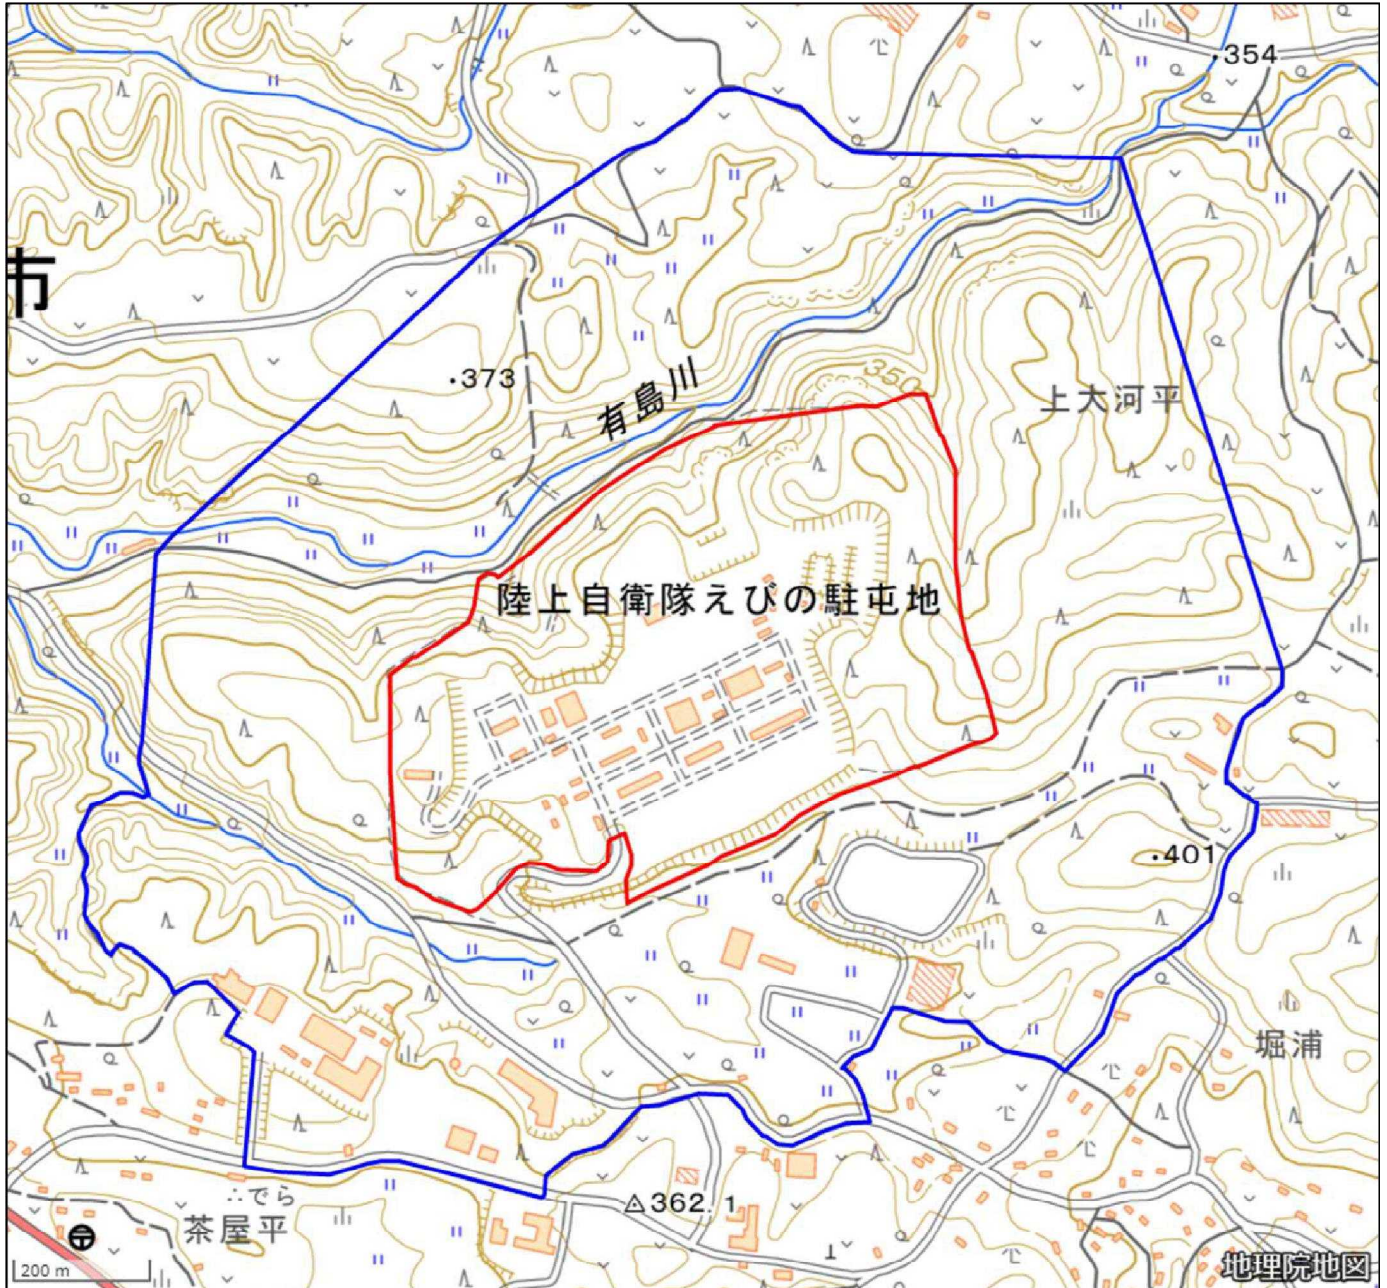 354
市
373
有島川
350
上大河平
陸上自衛隊えびの駐屯地
401
堀浦
362.1
でら
茶屋平
200 m
地理院地図